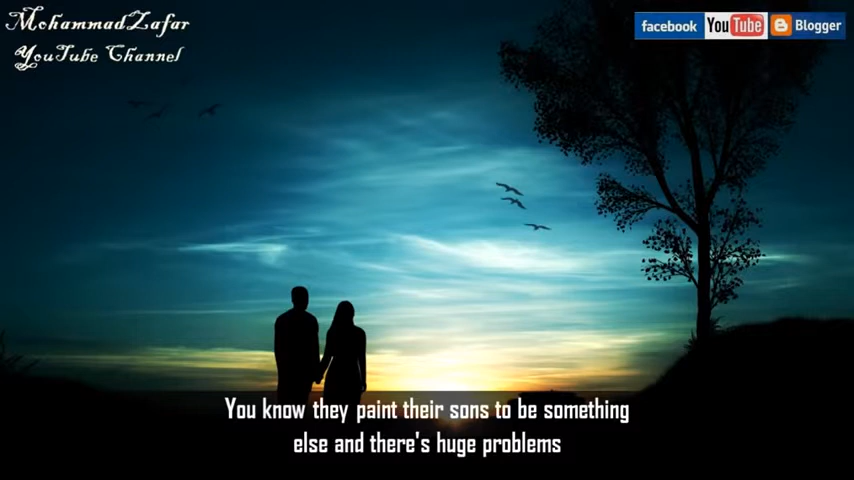 MohammadZafar
YouTube Channel
facebook YouTube Blogger
You know they paint their sons to be something
else and there's huge problems